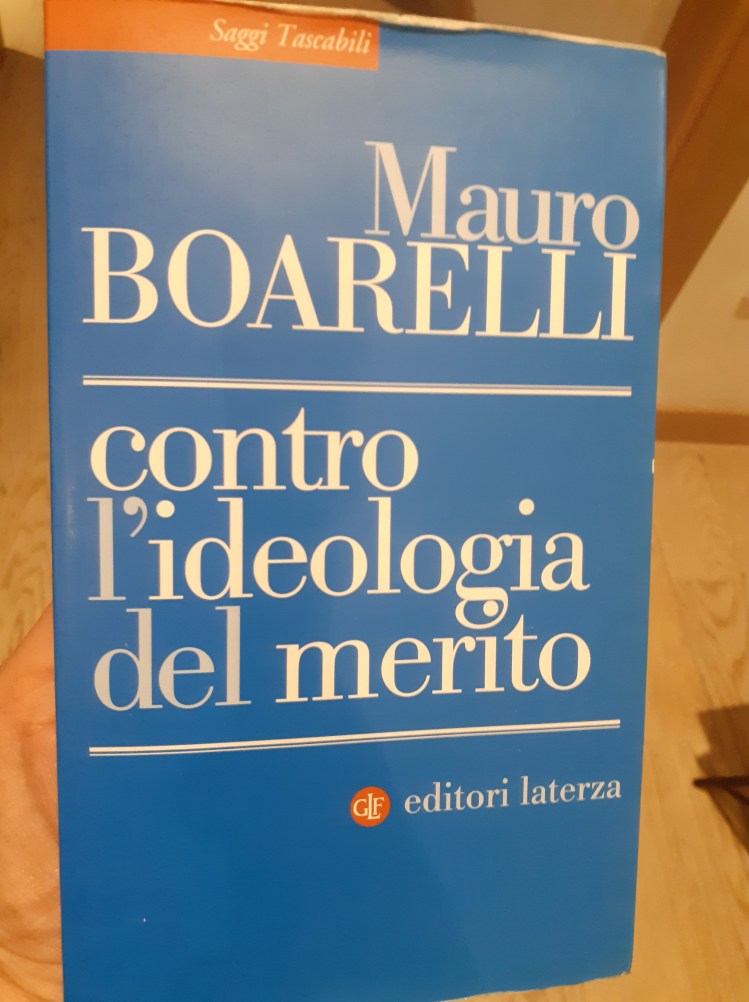 Saggi Tascabili
Mauro
BOARELLI
contro
l'ideologia
del merito
GLF editori laterza